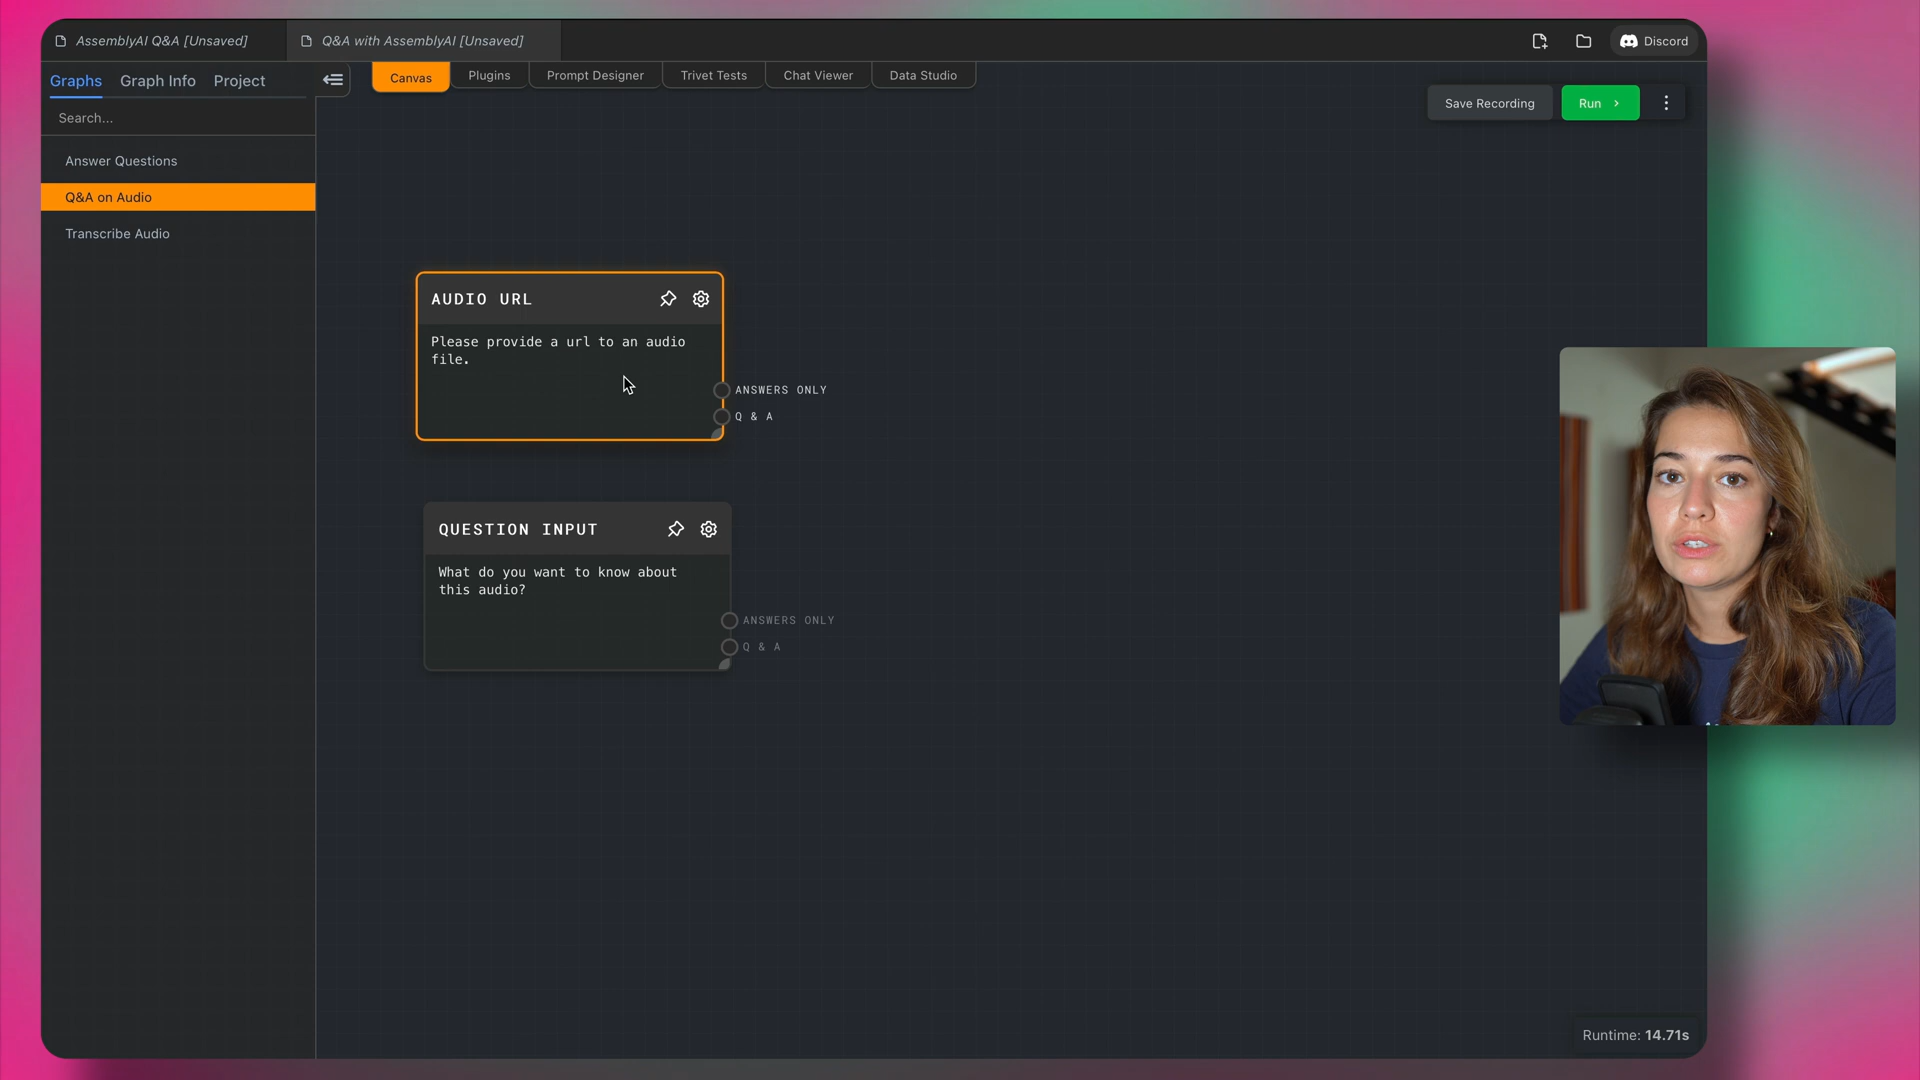 AssemblyAI Q&A [Unsaved]
Q&A with AssemblyAI [Unsaved]
Discord
Graphs
Graph Info
Project
Canvas
Plugins
Prompt Designer
Trivet Tests
Chat Viewer
Data Studio
Save Recording
Run
Search...
Answer Questions
Q&A on Audio
Transcribe Audio
AUDIO URL
Please provide a url to an audio
file.
ANSWERS ONLY
Q & A
QUESTION INPUT
What do you want to know about
this audio?
ANSWERS ONLY
Q & A
Runtime: 14.71s